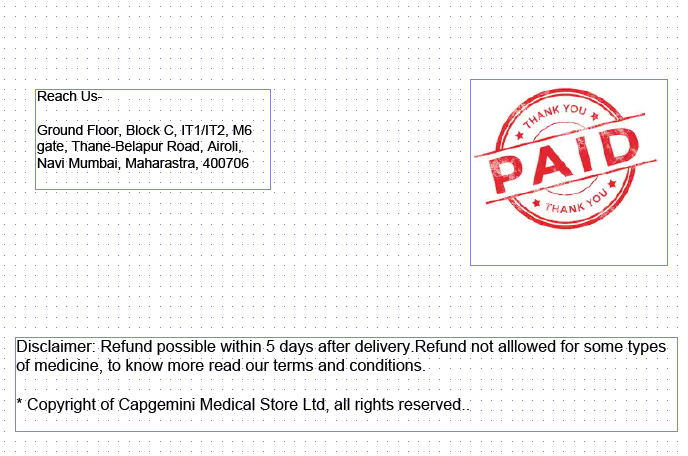 Reach Us-
Ground Floor, Block C, IT1/IT2, M6
gate, Thane-Belapur Road, Airoli,
Navi Mumbai, Maharastra, 400706
THANK YOU
PAID
THANK YOU
Disclaimer: Refund possible within 5 days after delivery.Refund not alllowed for some types
of medicine, to know more read our terms and conditions.
* Copyright of Capgemini Medical Store Ltd, all rights reserved..